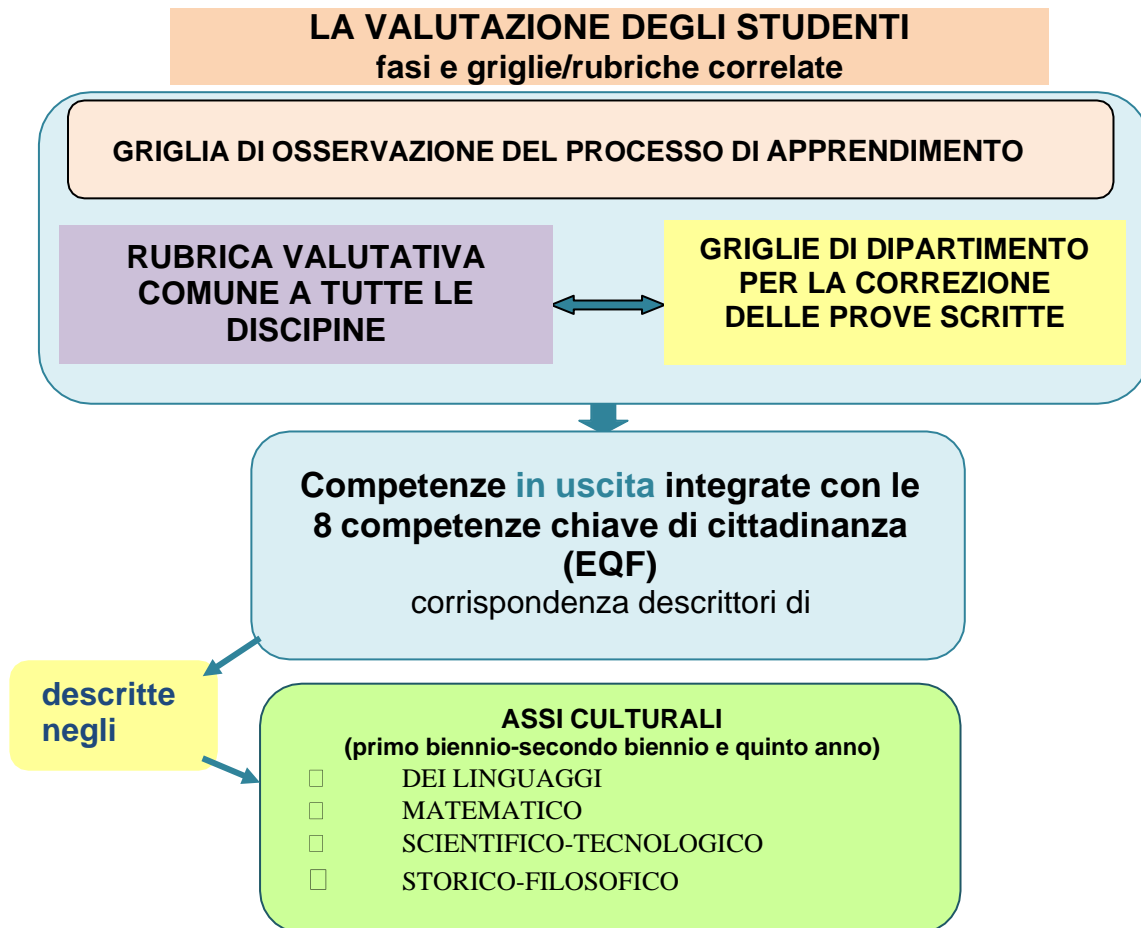 LA VALUTAZIONE DEGLI STUDENTI
fasi e griglie/rubriche correlate
GRIGLIA DI OSSERVAZIONE DEL PROCESSO DI APPRENDIMENTO
RUBRICA VALUTATIVA
COMUNE A TUTTE LE
DISCIPINE
GRIGLIE DI DIPARTIMENTO
PER LA CORREZIONE
DELLE PROVE SCRITTE
Competenze in uscita integrate con le
8 competenze chiave di cittadinanza
(EQF)
corrispondenza descrittori di
descritte
negli
ASSI CULTURALI
(primo biennio-secondo biennio e quinto anno)
DEI LINGUAGGI
MATEMATICO
SCIENTIFICO-TECNOLOGICO
STORICO-FILOSOFICO